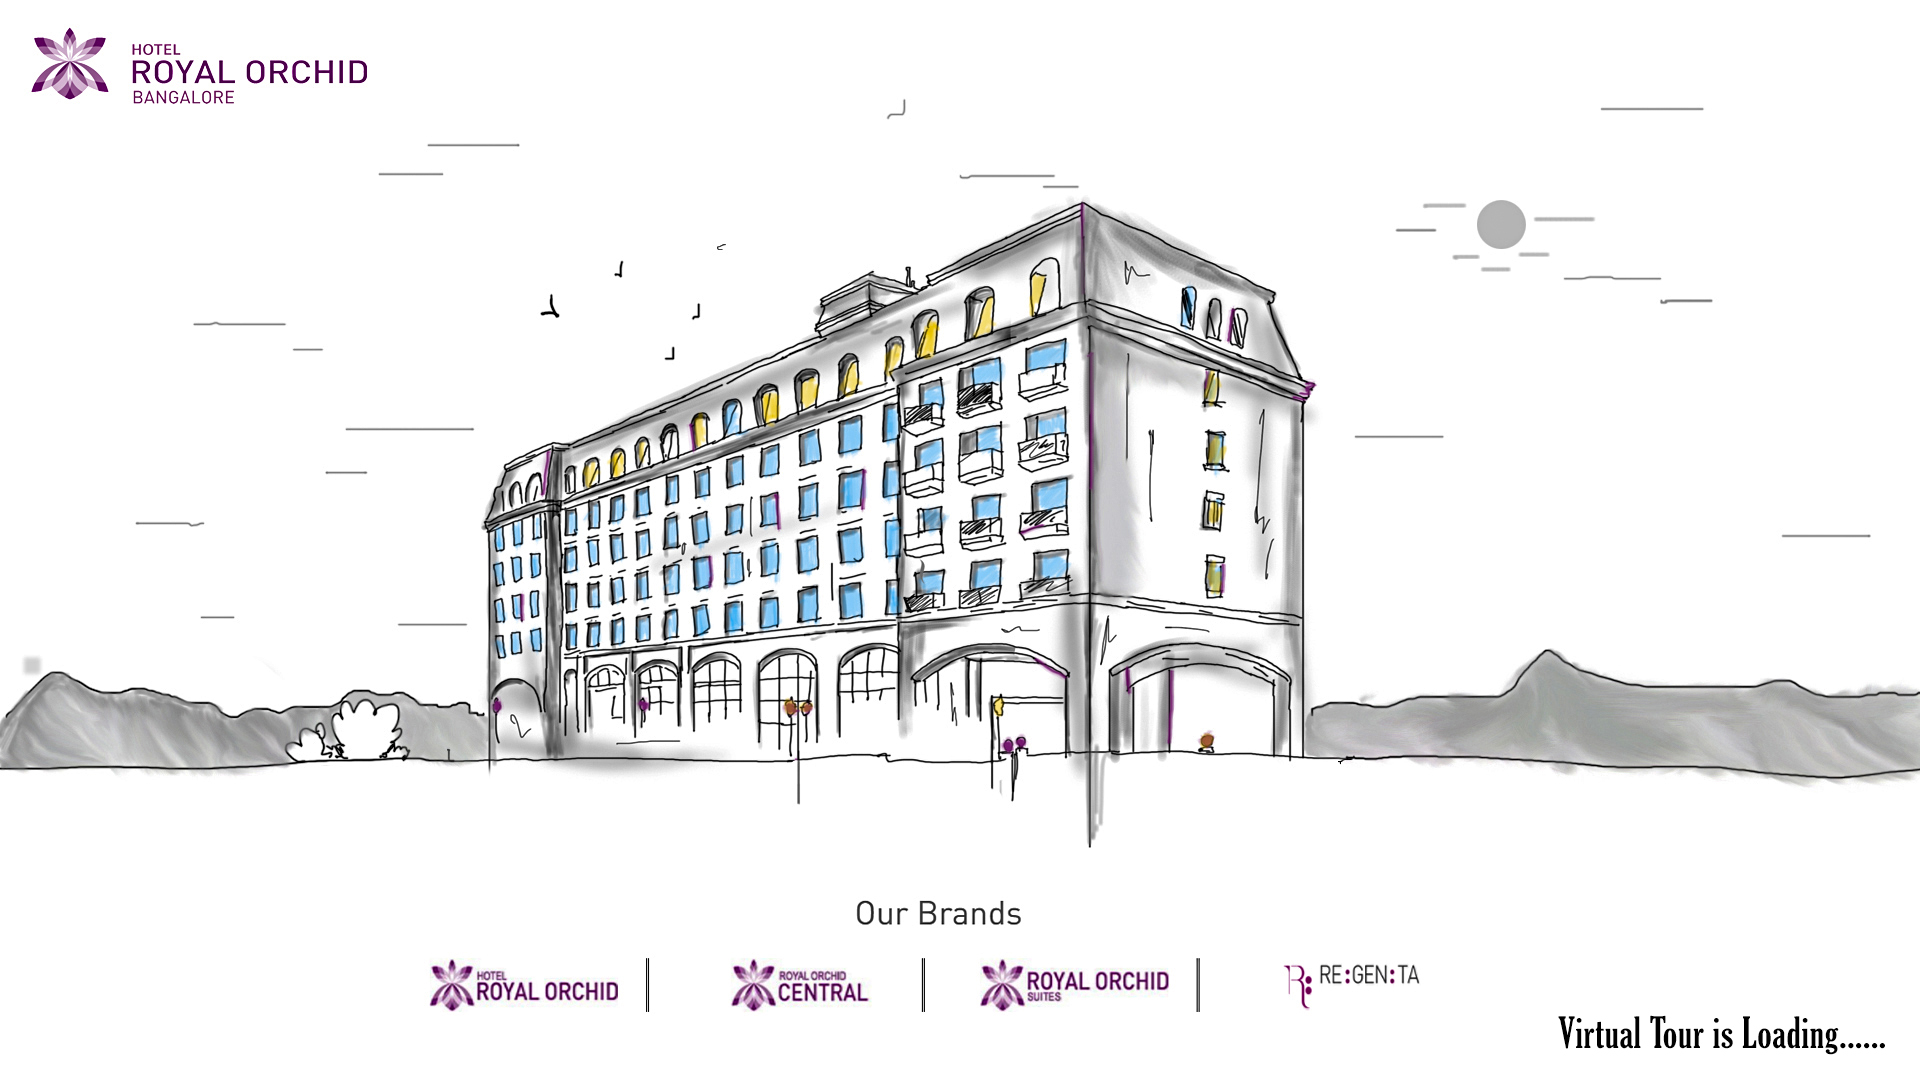 HOTEL
ROYAL ORCHID
BANGALORE
Our Brands
HOTEL
ROYAL ORCHID
ROYAL ORCHID
CENTRAL
ROYAL ORCHID
SUITES
RE:GEN:TA
Virtual Tour is Loading......